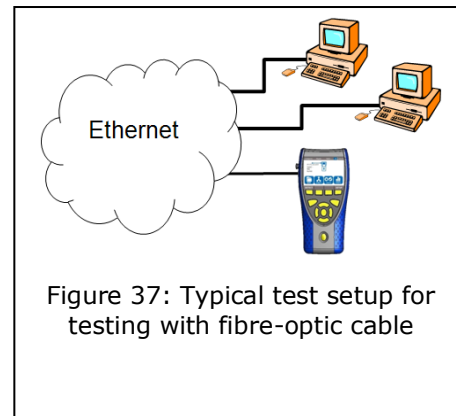 Ethernet
Figure 37: Typical test setup for
testing with fibre-optic cable